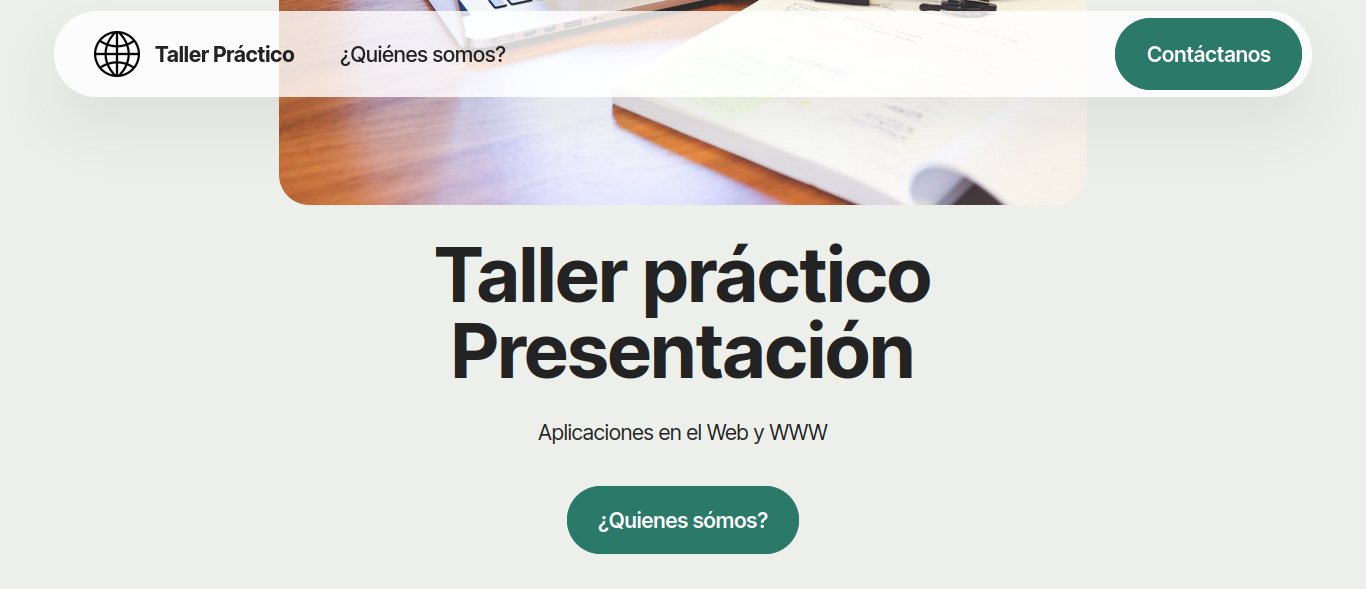 Taller Práctico
¿Quiénes somos?
Contáctanos
Taller práctico
Presentación
Aplicaciones en el Web y WWW
¿Quienes sómos?